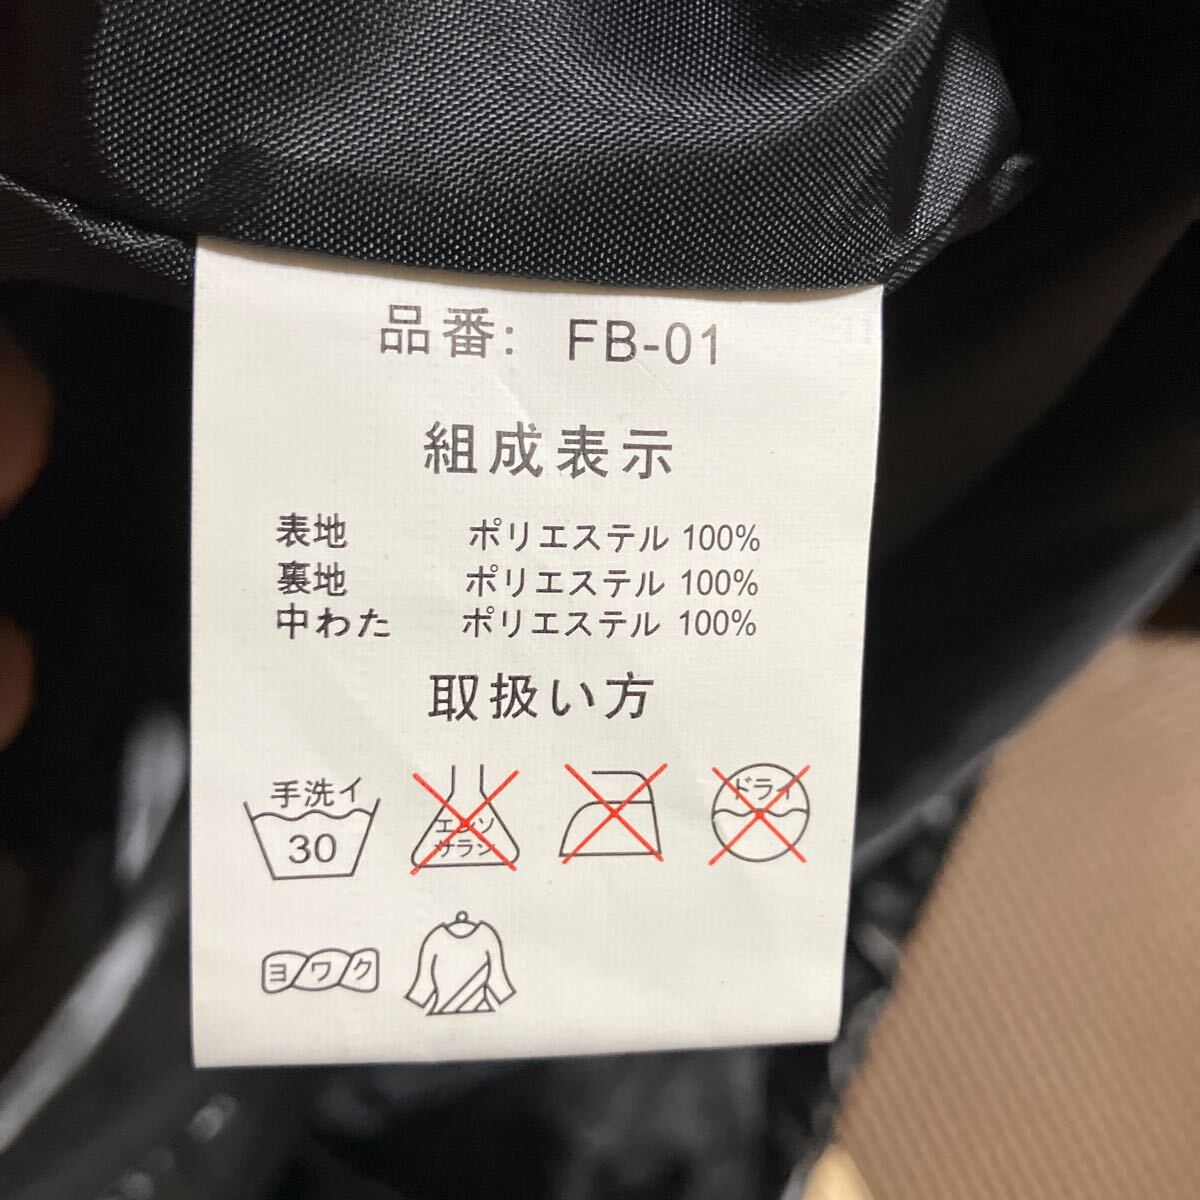 品番: FB-01
組成表示
表地 ポリエステル 100%
裏地 ポリエステル 100%
中わた ポリエステル 100%
取扱い方
手洗イ
30
エンソ
サラシ
ドライ
ヨワク